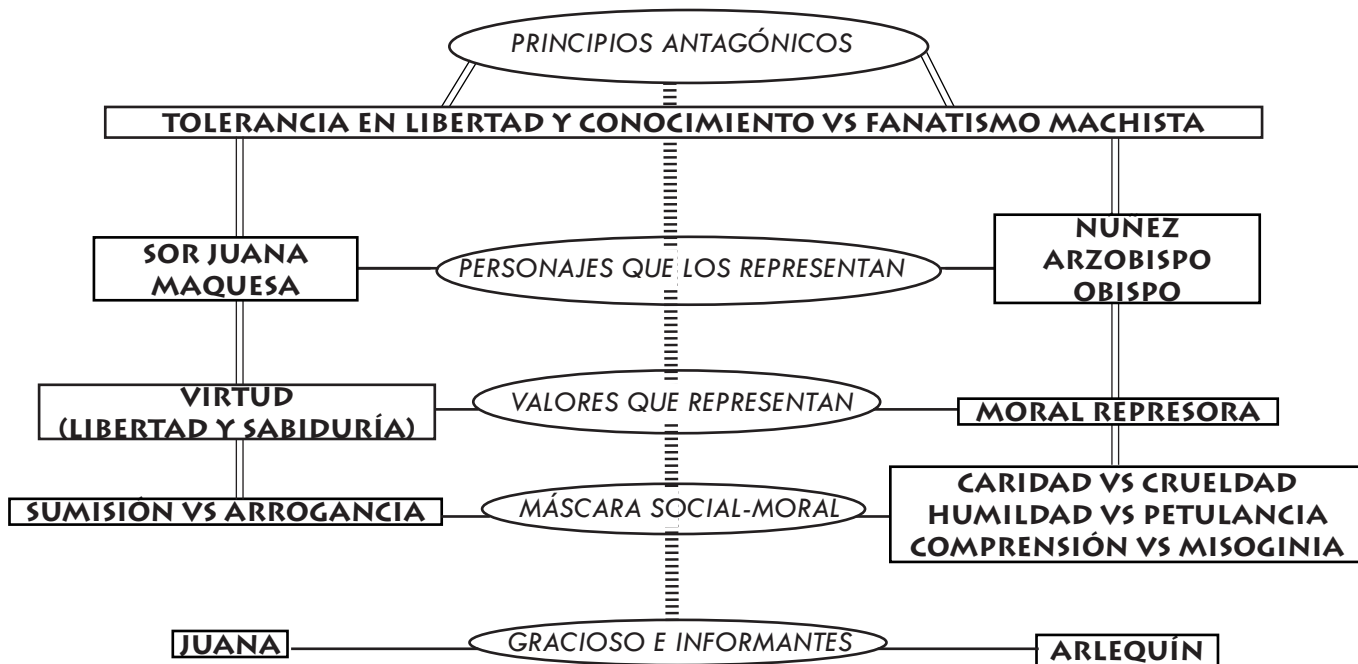 PRINCIPIOS ANTAGÓNICOS
TOLERANCIA EN LIBERTAD Y CONOCIMIENTO VS FANATISMO MACHISTA
SOR JUANA
MAQUESA
PERSONAJES QUE LOS REPRESENTAN
NÚÑEZ
ARZOBISPO
OBISPO
VIRTUD
(LIBERTAD Y SABIDURÍA)
VALORES QUE REPRESENTAN
MORAL REPRESORA
SUMISIÓN VS ARROGANCIA
MÁSCARA SOCIAL-MORAL
CARIDAD VS CRUELDAD
HUMILDAD VS PETULANCIA
COMPRENSIÓN VS MISOGINIA
JUANA
GRACIOSO E INFORMANTES
ARLEQUÍN